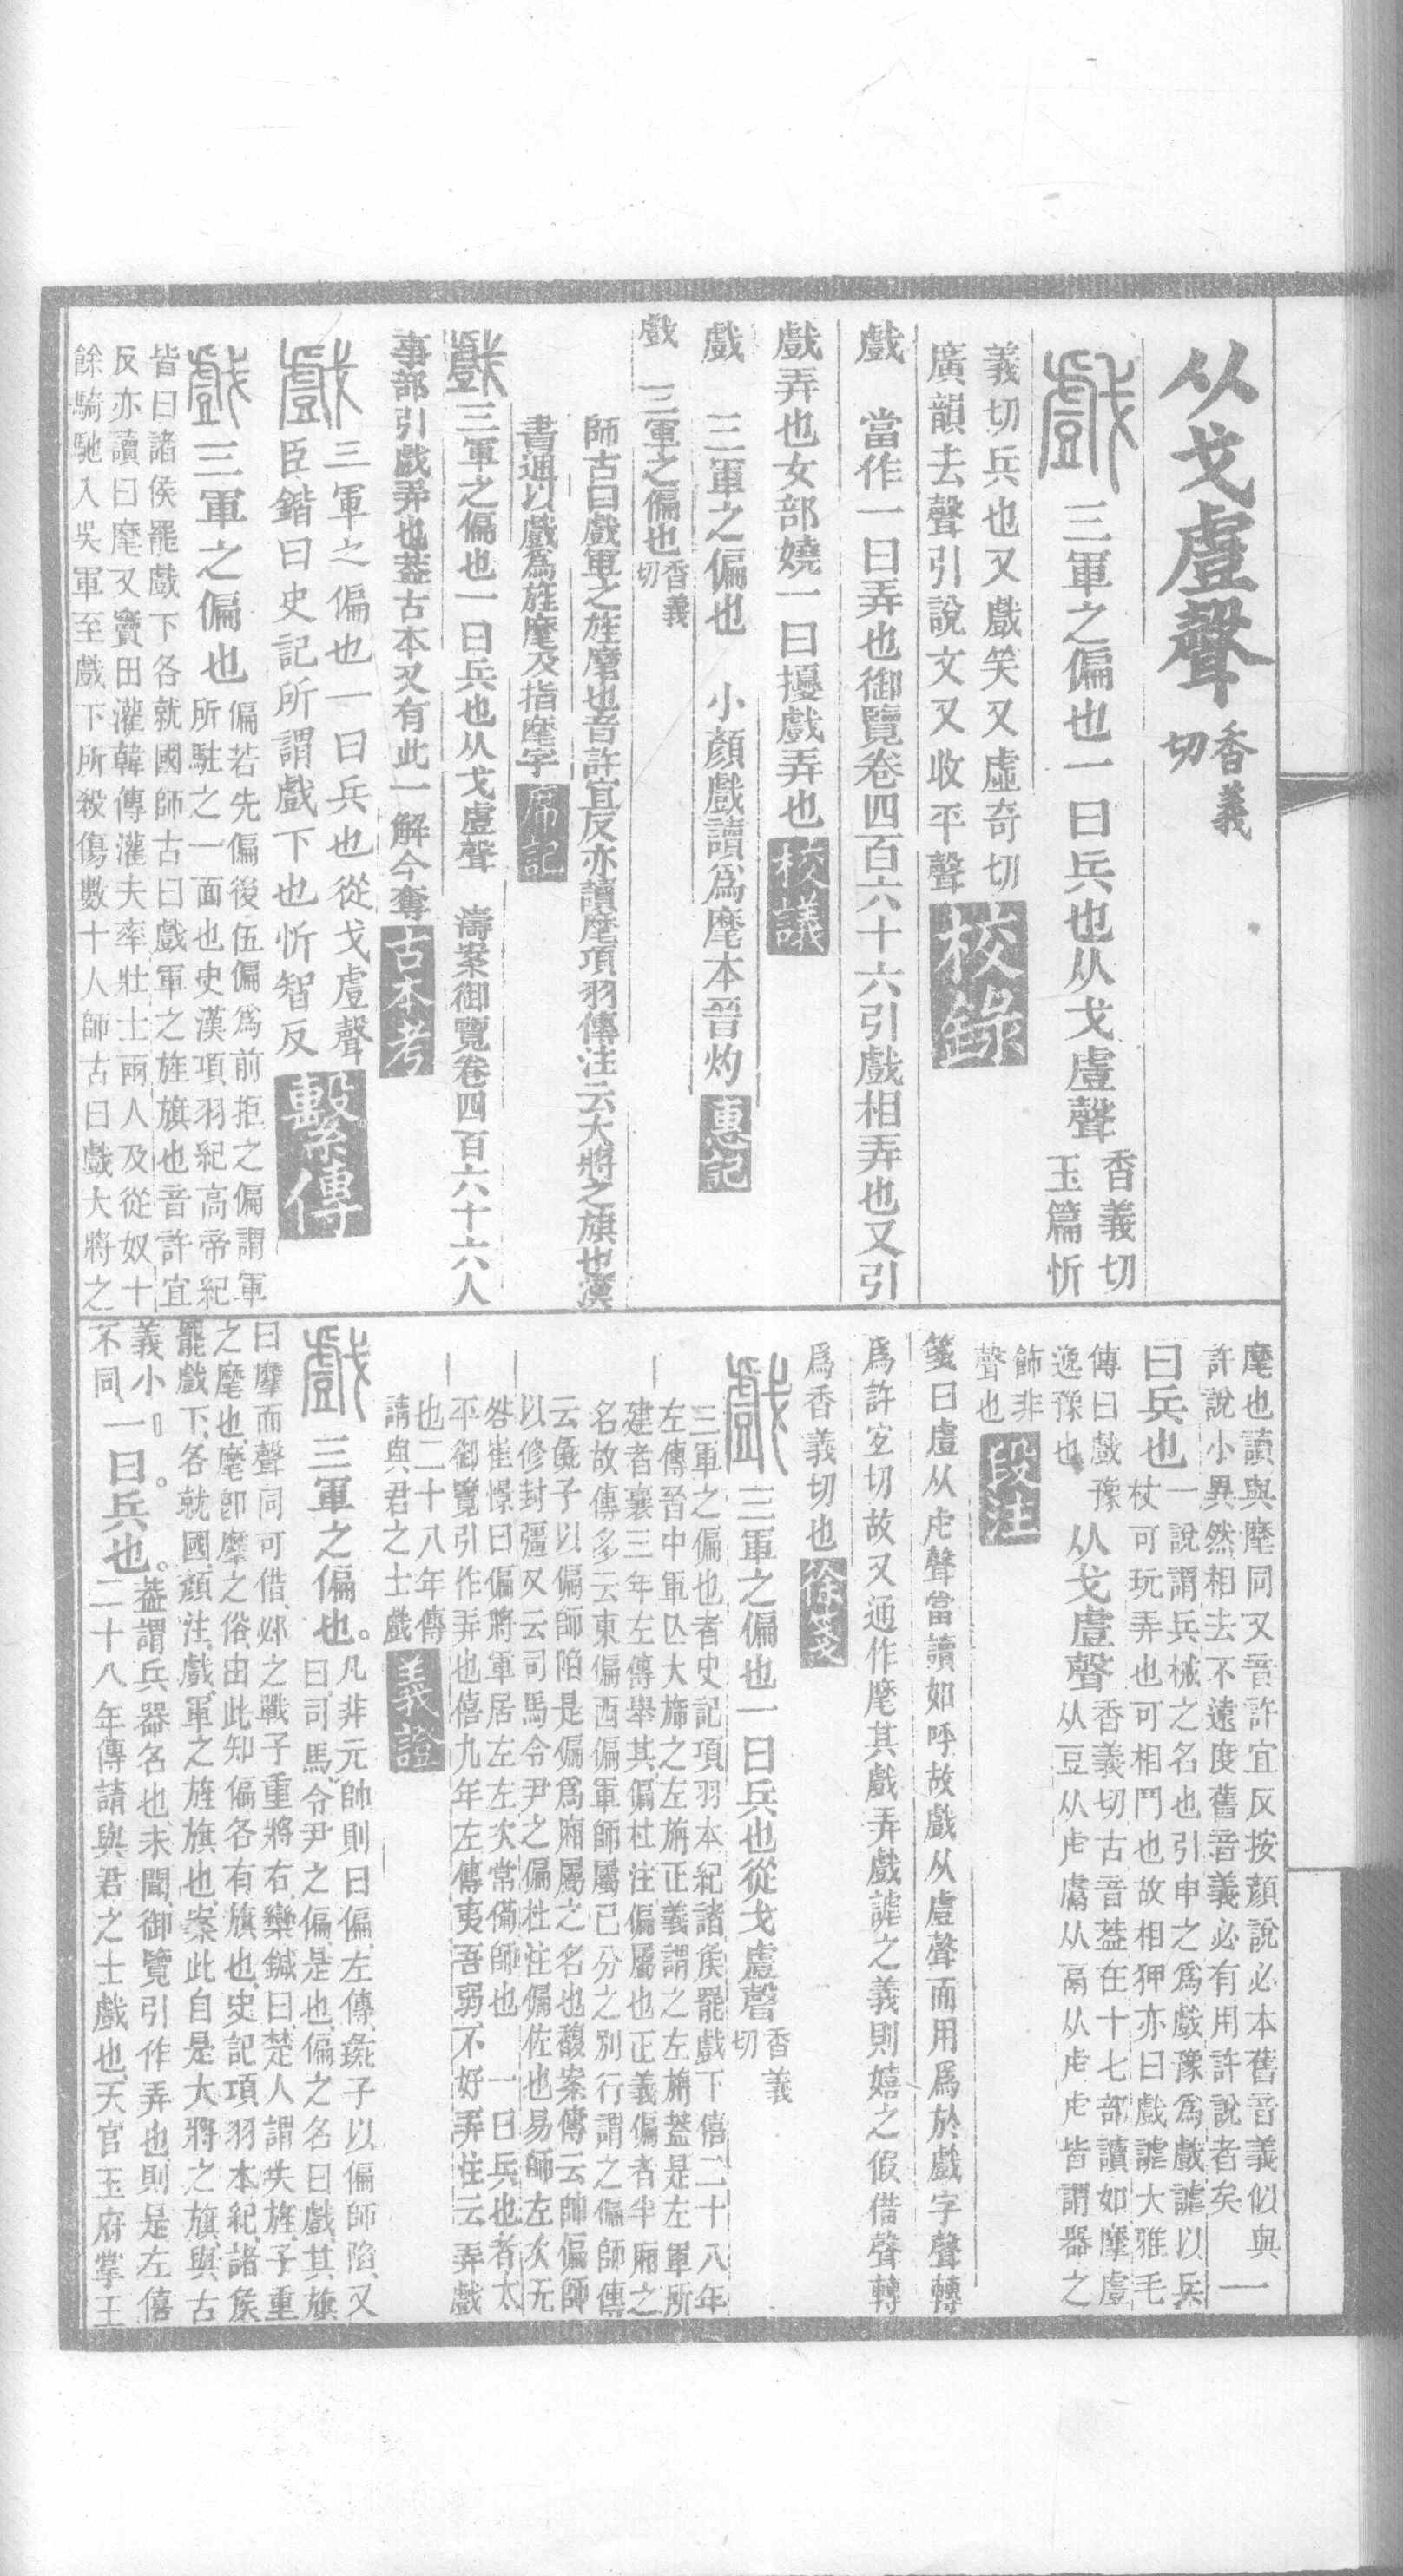 从戈䖒聲 香義切
戲 三軍之偏也一曰兵也从戈䖒聲 香義切 玉篇忻
義切兵也又戲笑又虛奇切
廣韻去聲引說文又收平聲 校錄
戲 當作一曰弄也御覽卷四百六十六引戲相弄也又引
戲弄也女部嬈一曰擾戲弄也 校議
戲 三軍之偏也 小顏戲讀爲麾本晉灼 惠記
戲 三軍之偏也 香義切
師古曰戲軍之旌麾也音許宜反亦讀麾項羽傳注云大將之旗也漢
書通以戲爲旌麾及指麾字 席記
戲 三軍之偏也一曰兵也从戈䖒聲 濤案御覽卷四百六十六人
事部引戲弄也蓋古本又有此一解今奪 古本考
戲 三軍之偏也一曰兵也從戈䖒聲
臣鍇曰史記所謂戲下也忻智反 繫傳
戲 三軍之偏也 偏若先偏後伍偏爲前拒之偏謂軍
所駐之一面也史漢項羽紀高帝紀
皆曰諸侯罷戲下各就國師古曰戲軍之旌旗也音許宜
反亦讀曰麾又竇田灌韓傳灌夫率壯士兩人及從奴十
餘騎馳入吳軍至戲下所殺傷數十人師古曰戲大將之
麾也讀與麾同又音許宜反按顏說必本舊音義似與
許說小異然相去不遠度舊音義必有用許說者矣 一
曰兵也 一說謂兵械之名也引申之爲戲豫爲戲謔以兵
杖可玩弄也可相鬥也故相狎亦曰戲謔大雅毛
傳曰戲豫
逸豫也 从戈䖒聲 香義切古音蓋在十七部讀如摩䖒
从豆从虍鬳从鬲从虍虍皆謂器之
飾非
聲也 段注
箋曰䖒从虍聲當讀如呼故戲从䖒聲而用爲於戲字聲轉
爲許宐切故又通作麾其戲弄戲謔之義則嬉之假借聲轉
爲香義切也 徐箋
戲 三軍之偏也一曰兵也從戈䖒聲 香義切
三軍之偏也者史記項羽本紀諸侯罷戲下僖二十八年
左傳晉中軍亾大旆之左旃正義謂之左旃蓋是左軍所
建者襄三年左傳舉其偏杜注偏屬也正義偏者半廂之
名故傳多云東偏西偏軍師屬已分之別行謂之偏師傳
云彘子以偏師陷是偏爲廂屬之名也馥案傳云帥偏師
以修封疆又云司馬令尹之偏杜注偏佐也易師左次无
咎崔憬曰偏將軍居左左次常備師也 一曰兵也者太
平御覽引作弄也僖九年左傳夷吾弱不好弄注云弄戲
也二十八年傳
請與君之士戲 義證
戲 三軍之偏也。凡非元帥則曰偏、左傳、彘子以偏師陷、又
曰、司馬、令尹之偏、是也、偏之名曰戲、其旗
曰麾而聲同可借、邲之戰子重將右、欒鍼曰、楚人謂夫旌、子重
之麾也、麾卽摩之俗、由此知偏各有旗也、史記項羽本紀、諸侯
罷戲下、各就國、顏注、戲、軍之旌旗也、案此自是大將之旗、與古
義小 。一曰兵也。蓋謂兵器名也、未聞、御覽引作弄也、則是左僖
不同、 二十八年傳請與君之士戲也、天官玉府掌王